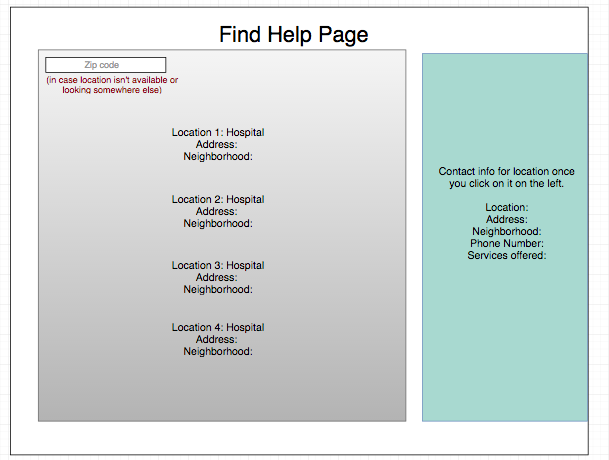 Find Help Page
Zip code
(in case location isn't available or
looking somewhere else)
Location 1: Hospital
Address:
Neighborhood:
Location 2: Hospital
Address:
Neighborhood:
Location 3: Hospital
Address:
Neighborhood:
Location 4: Hospital
Address:
Neighborhood:
Contact info for location once
you click on it on the left.
Location:
Address:
Neighborhood:
Phone Number:
Services offered: